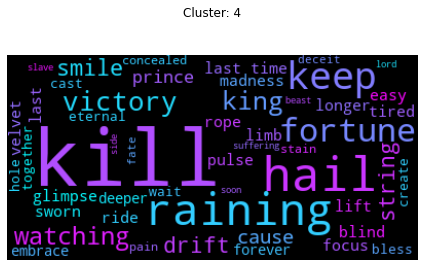 Cluster: 4
slave concealed deceit lord
smile last time keep
cast prince madness
victory king longer easy
eternal tired
velvet last rope limb fortune
hole together kill pulse stain hail string
side fate beast suffering
glimpse deeper wait soon raining create
sworn ride lift
watching drift cause blind
embrace pain forever focus bless